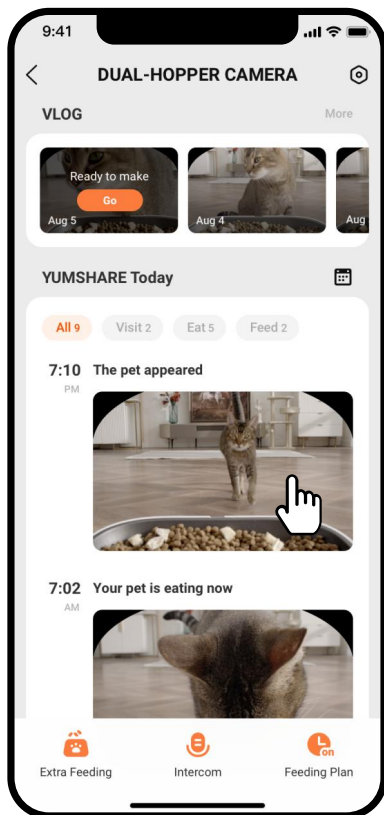 9:41
DUAL-HOPPER CAMERA
VLOG More
Ready to make
Go
Aug 5 Aug 4 Aug
YUMSHARE Today
All 9 Visit 2 Eat 5 Feed 2
7:10 The pet appeared
PM
7:02 Your pet is eating now
AM
on
Extra Feeding Intercom Feeding Plan